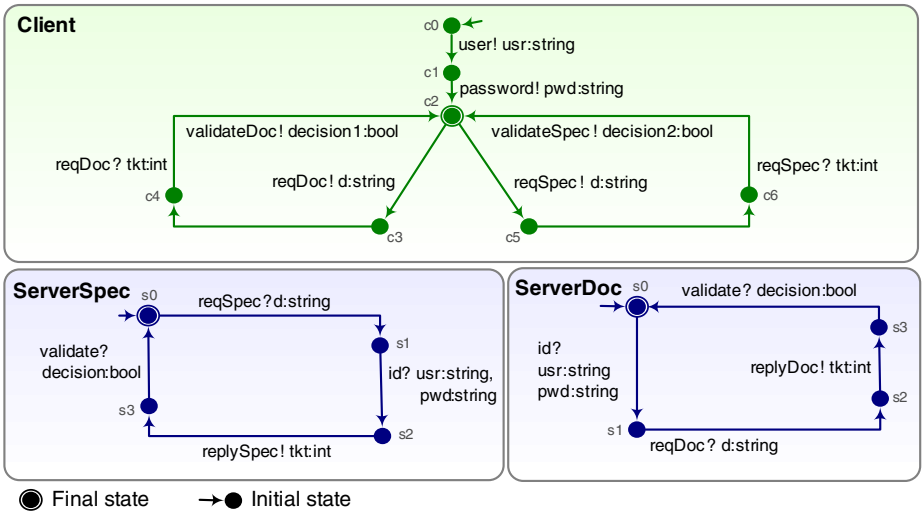 Client
c0
user! usr:string
c1
password! pwd:string
c2
validateDoc! decision1:bool
validateSpec! decision2:bool
reqDoc? tkt:int
reqSpec? tkt:int
reqDoc! d:string
reqSpec! d:string
c4
c6
c3
c5
ServerSpec
s0
reqSpec?d:string
s1
validate?
decision:bool
id? usr:string,
pwd:string
s3
s2
replySpec! tkt:int
ServerDoc
s0
validate? decision:bool
s3
id?
usr:string
pwd:string
replyDoc! tkt:int
s2
s1
reqDoc? d:string
Final state
Initial state